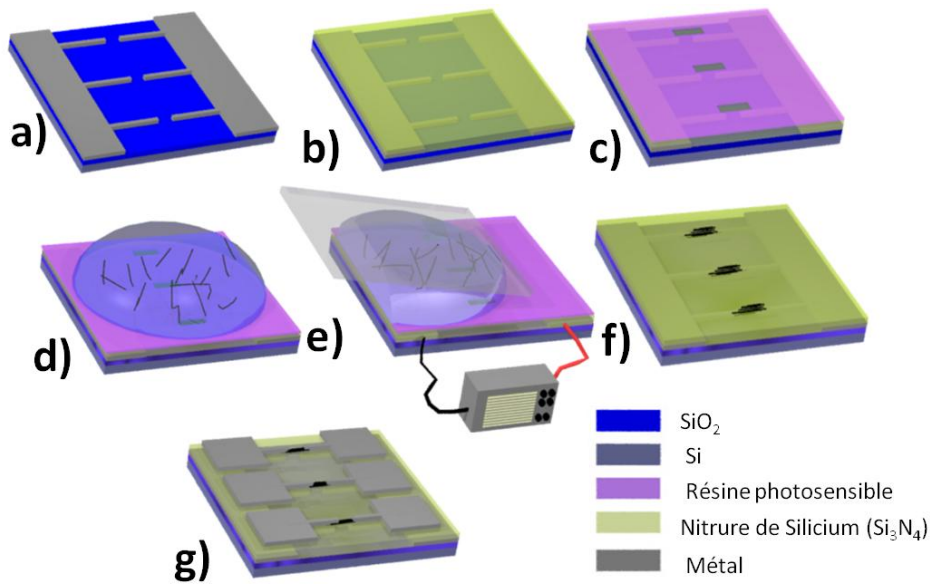 a)
b)
c)
d)
e)
f)
g)
SiO₂
Si
Résine photosensible
Nitrure de Silicium (Si₃N₄)
Métal